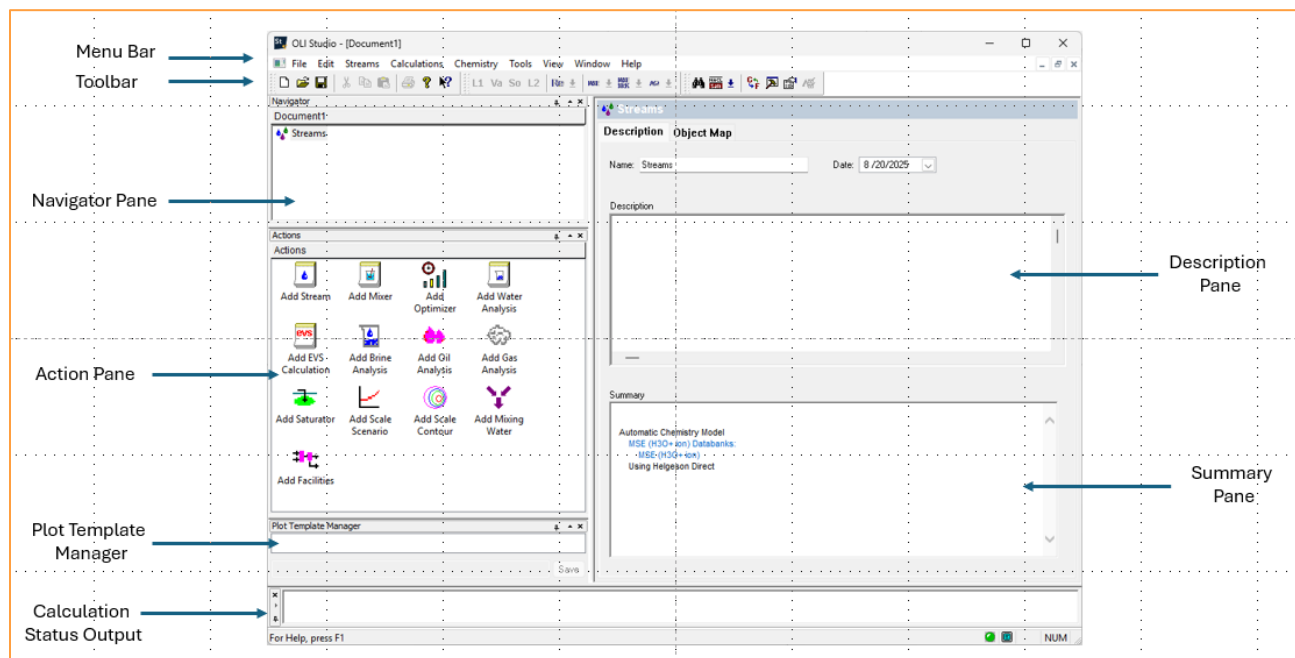 Menu Bar
Toolbar
Navigator Pane
Action Pane
Plot Template
Manager
Calculation
Status Output
OLI Studio - [Document1]
File Edit Streams Calculations Chemistry Tools View Window Help
L1 Va So L2
Navigator
Document1
Streams
Actions
Actions
Add Stream
Add Mixer
Add
Optimizer
Add Water
Analysis
Add EVS
Calculation
Add Brine
Analysis
Add Oil
Analysis
Add Gas
Analysis
Add Saturator
Add Scale
Scenario
Add Scale
Contour
Add Mixing
Water
Add Facilities
Plot Template Manager
Save
Streams
Description Object Map
Name: Streams Date: 8 /20/2025
Description
Summary
Automatic Chemistry Model
MSE (H3O+ ion) Databanks:
MSE (H3O+ ion)
Using Helgeson Direct
For Help, press F1
NUM
Description
Pane
Summary
Pane